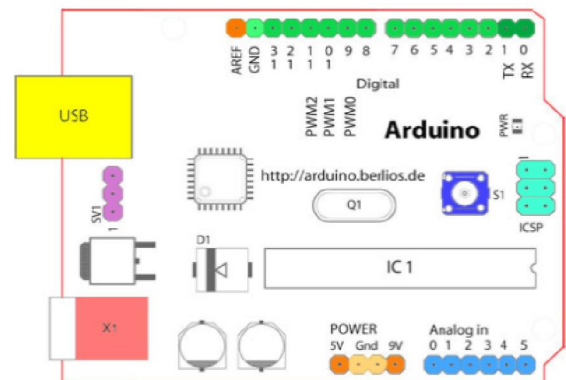 AREF GND 13 12 11 10 9 8 7 6 5 4 3 2 1 0
TX RX
Digital
PWM2 PWM1 PWM0
Arduino
PWR
USB
http://arduino.berlios.de
1
SV1
1
Q1
S1
ICSP
D1
IC 1
X1
POWER
5V Gnd 9V
Analog in
0 1 2 3 4 5